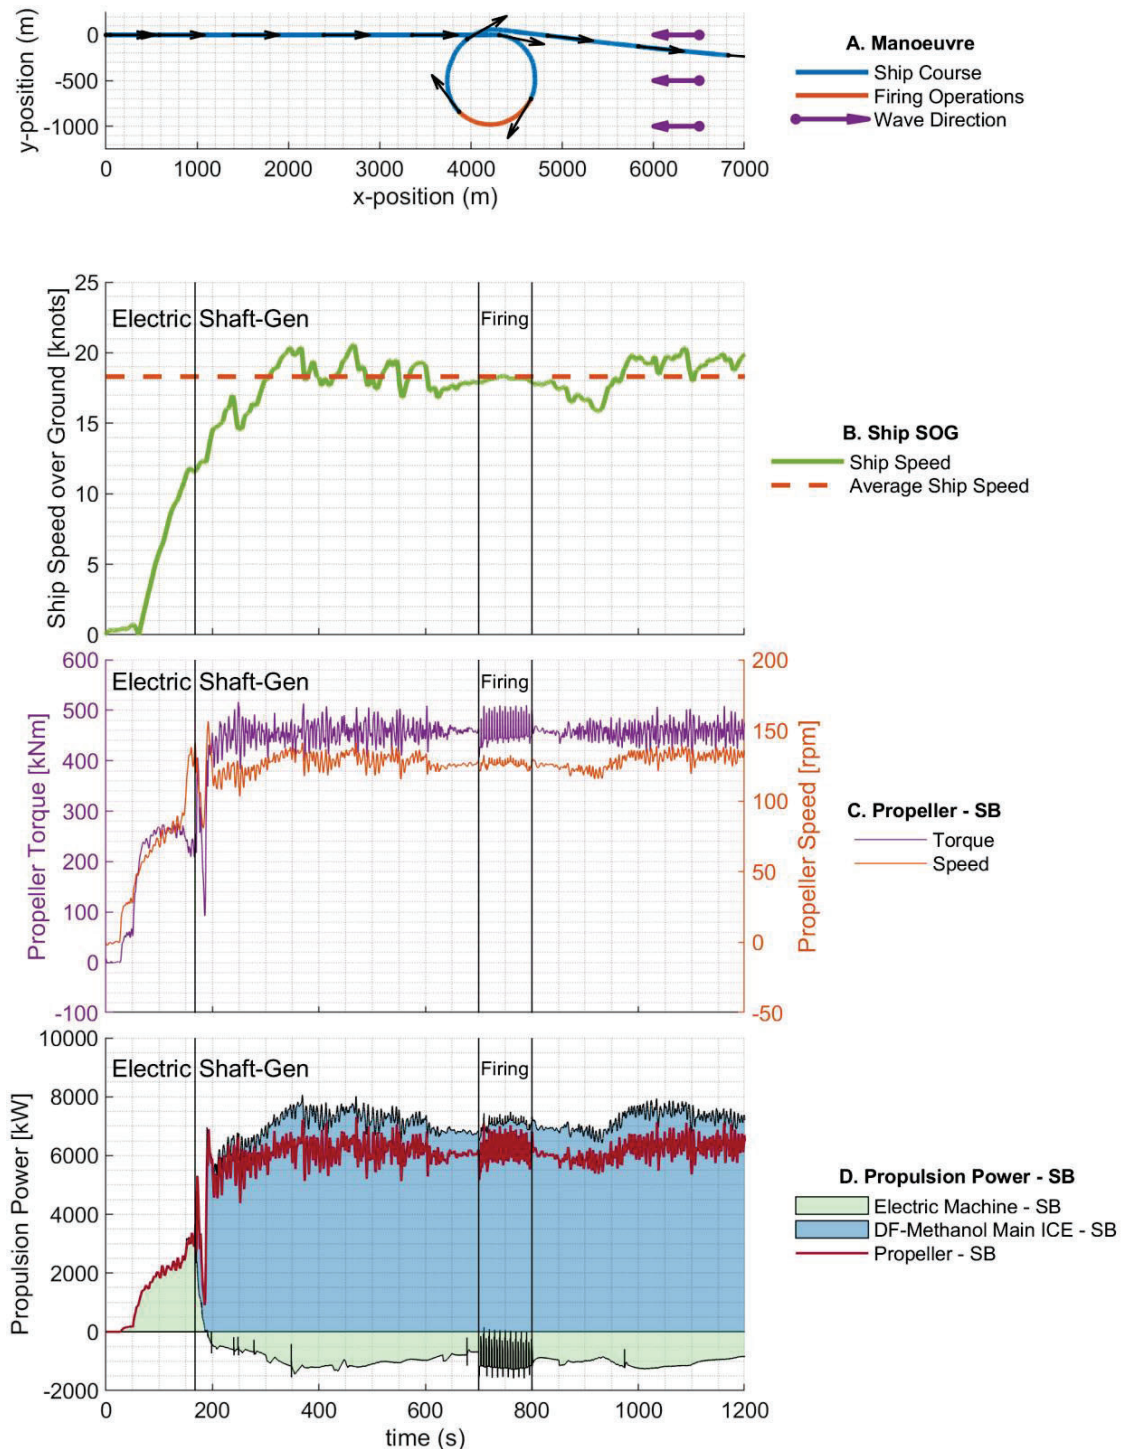 y-position (m)
0
-500
-1000
0 1000 2000 3000 4000 5000 6000 7000
x-position (m)
A. Manoeuvre
Ship Course
Firing Operations
Wave Direction
Ship Speed over Ground [knots]
25
20
15
10
5
0
Electric Shaft-Gen
Firing
B. Ship SOG
Ship Speed
Average Ship Speed
Propeller Torque [kNm]
600
500
400
300
200
100
0
-100
Electric Shaft-Gen
Firing
200
150
100
50
0
-50
Propeller Speed [rpm]
C. Propeller - SB
Torque
Speed
Propulsion Power [kW]
10000
8000
6000
4000
2000
0
-2000
Electric Shaft-Gen
Firing
0 200 400 600 800 1000 1200
time (s)
D. Propulsion Power - SB
Electric Machine - SB
DF-Methanol Main ICE - SB
Propeller - SB